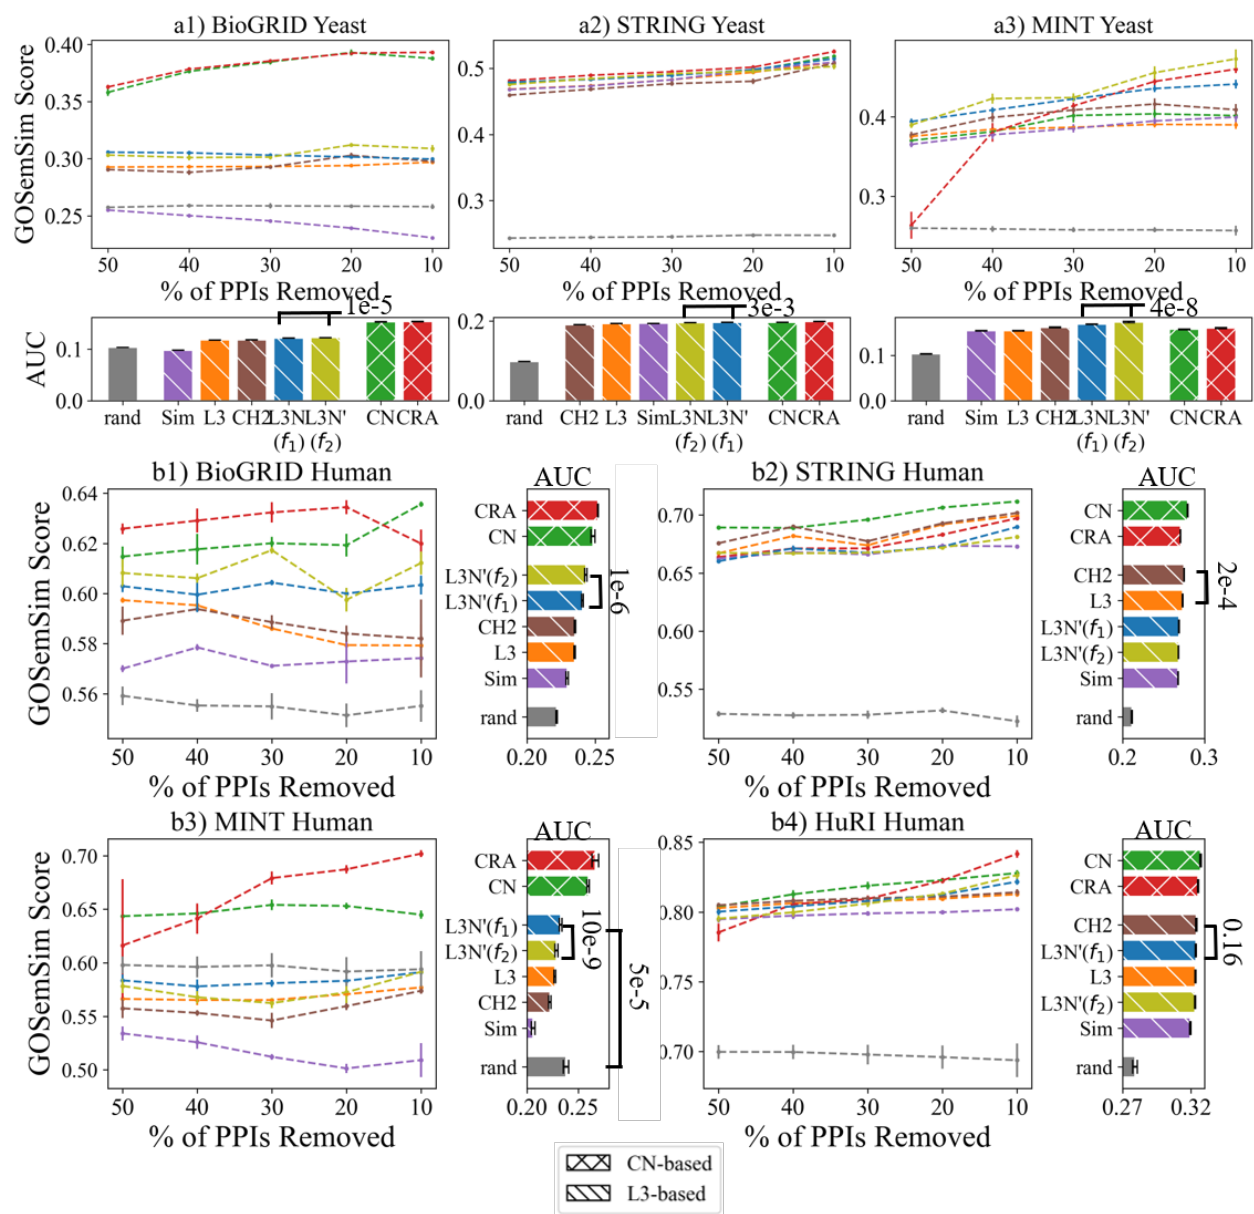 a1) BioGRID Yeast
a2) STRING Yeast
a3) MINT Yeast
GOSemSim Score
0.40
0.35
0.30
0.25
0.5
0.4
0.3
0.4
0.3
50 40 30 20 10
50 40 30 20 10
50 40 30 20 10
% of PPIs Removed
% of PPIs Removed
% of PPIs Removed
1e-5
3e-3
4e-8
AUC
0.1
0.0
0.2
0.0
0.1
0.0
rand Sim L3 CH2 L3N L3N' CN CRA
(f₁) (f₂)
rand CH2 L3 Sim L3N L3N' CN CRA
(f₂) (f₁)
rand Sim L3 CH2 L3N L3N' CN CRA
(f₁) (f₂)
b1) BioGRID Human
GOSemSim Score
0.64
0.62
0.60
0.58
0.56
50 40 30 20 10
% of PPIs Removed
AUC
CRA
CN
L3N'(f₂)
L3N'(f₁)
CH2
L3
Sim
rand
1e-6
0.20 0.25
b2) STRING Human
0.70
0.65
0.60
0.55
50 40 30 20 10
% of PPIs Removed
AUC
CN
CRA
CH2
L3
L3N'(f₁)
L3N'(f₂)
Sim
rand
2e-4
0.2 0.3
b3) MINT Human
GOSemSim Score
0.70
0.65
0.60
0.55
0.50
50 40 30 20 10
% of PPIs Removed
AUC
CRA
CN
L3N'(f₁)
L3N'(f₂)
L3
CH2
Sim
rand
10e-9
5e-5
0.20 0.25
b4) HuRI Human
0.85
0.80
0.75
0.70
50 40 30 20 10
% of PPIs Removed
AUC
CN
CRA
CH2
L3N'(f₁)
L3
L3N'(f₂)
Sim
rand
0.16
0.27 0.32
CN-based
L3-based